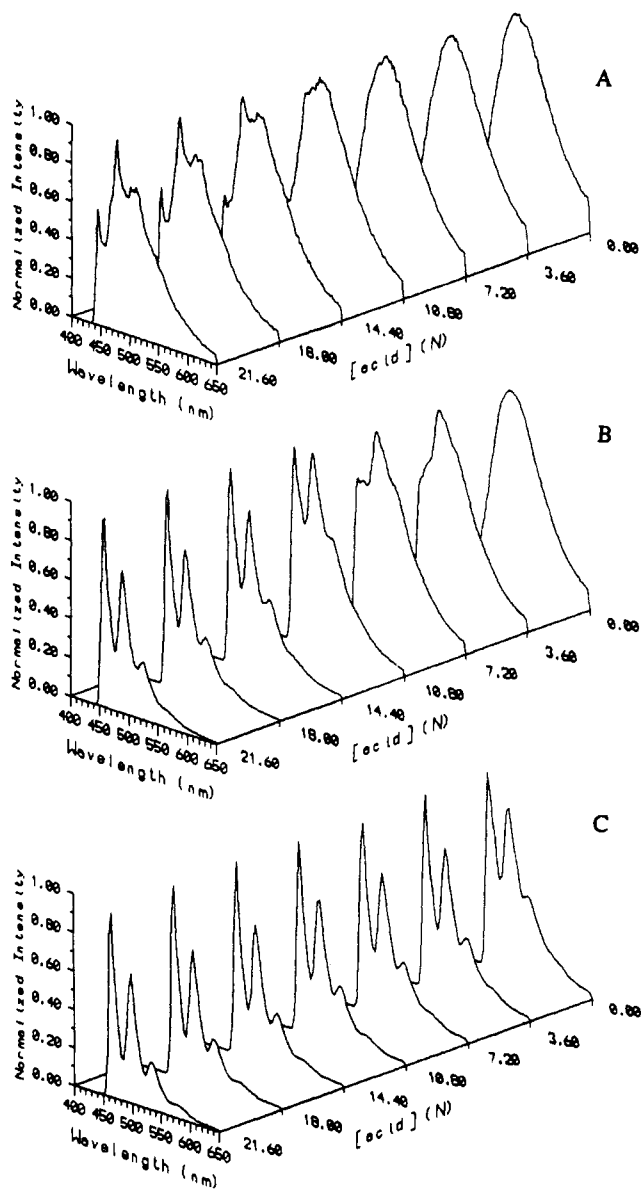 A
Normalized Intensity
1.00
0.80
0.60
0.40
0.20
0.00
400 450 500 550 600 650
Wavelength (nm)
21.60 18.00 14.40 10.80 7.20 3.60 0.00
[acid] (N)
B
Normalized Intensity
1.00
0.80
0.60
0.40
0.20
0.00
400 450 500 550 600 650
Wavelength (nm)
21.60 18.00 14.40 10.80 7.20 3.60 0.00
[acid] (N)
C
Normalized Intensity
1.00
0.80
0.60
0.40
0.20
0.00
400 450 500 550 600 650
Wavelength (nm)
21.60 18.00 14.40 10.80 7.20 3.60 0.00
[acid] (N)